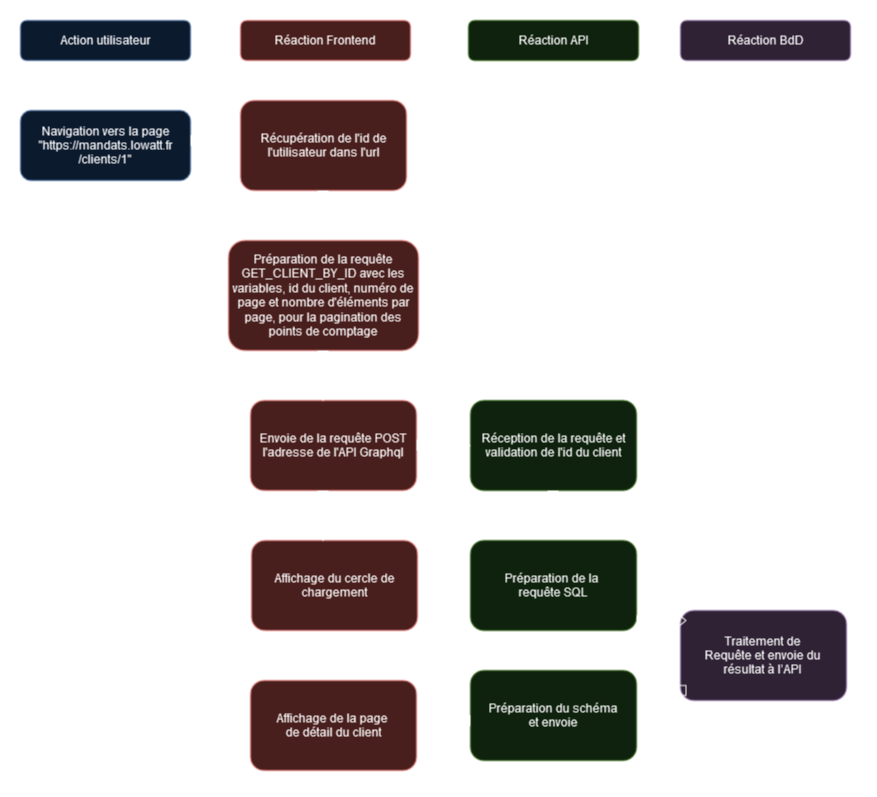 Action utilisateur
Réaction Frontend
Réaction API
Réaction BdD
Navigation vers la page
"https://mandats.lowatt.fr
/clients/1"
Récupération de l'id de
l'utilisateur dans l'url
Préparation de la requête
GET_CLIENT_BY_ID avec les
variables, id du client, numéro de
page et nombre d'éléments par
page, pour la pagination des
points de comptage
Envoie de la requête POST
l'adresse de l'API Graphql
Réception de la requête et
validation de l'id du client
Affichage du cercle de
chargement
Préparation de la
requête SQL
Traitement de
Requête et envoie du
résultat à l'API
Affichage de la page
de détail du client
Préparation du schéma
et envoie